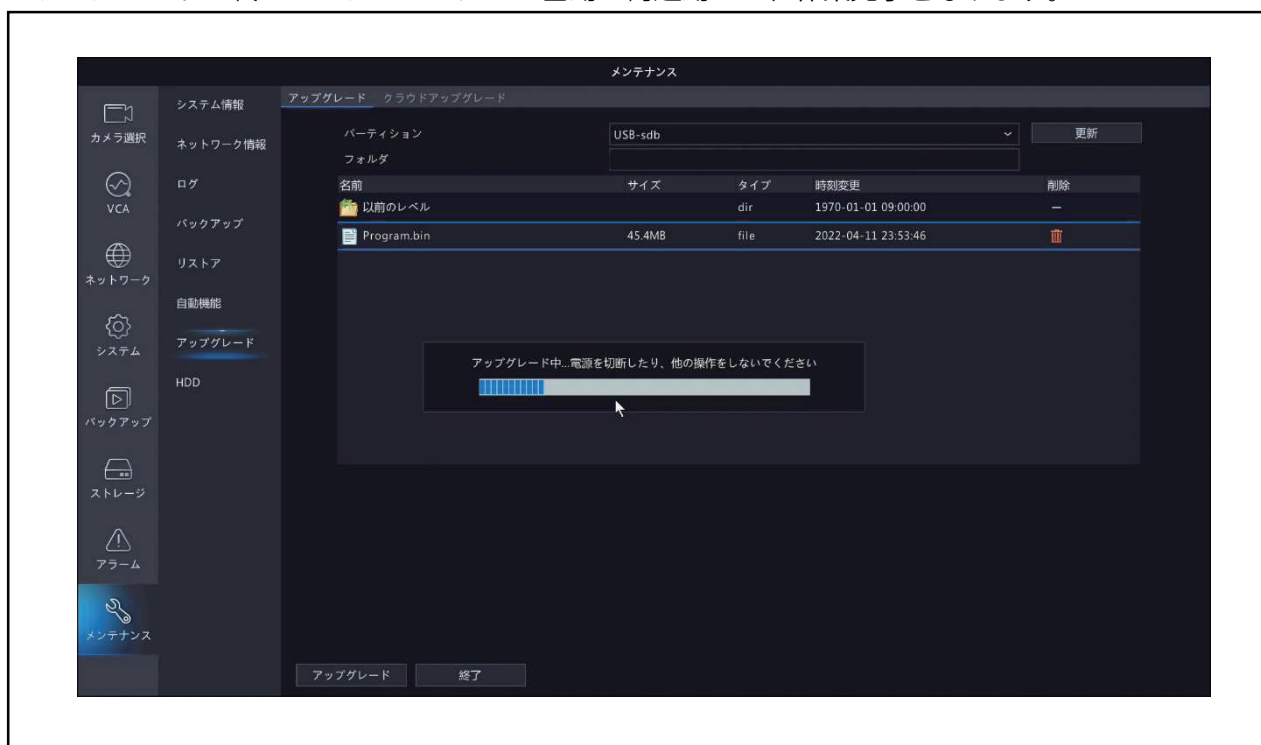 メンテナンス
カメラ選択
VCA
ネットワーク
システム
バックアップ
ストレージ
アラーム
メンテナンス
システム情報
ネットワーク情報
ログ
バックアップ
リストア
自動機能
アップグレード
HDD
アップグレード クラウドアップグレード
パーティション USB-sdb 更新
フォルダ
名前 サイズ タイプ 時刻変更 削除
以前のレベル dir 1970-01-01 09:00:00 —
Program.bin 45.4MB file 2022-04-11 23:53:46
アップグレード中...電源を切断したり、他の操作をしないでください
アップグレード 終了